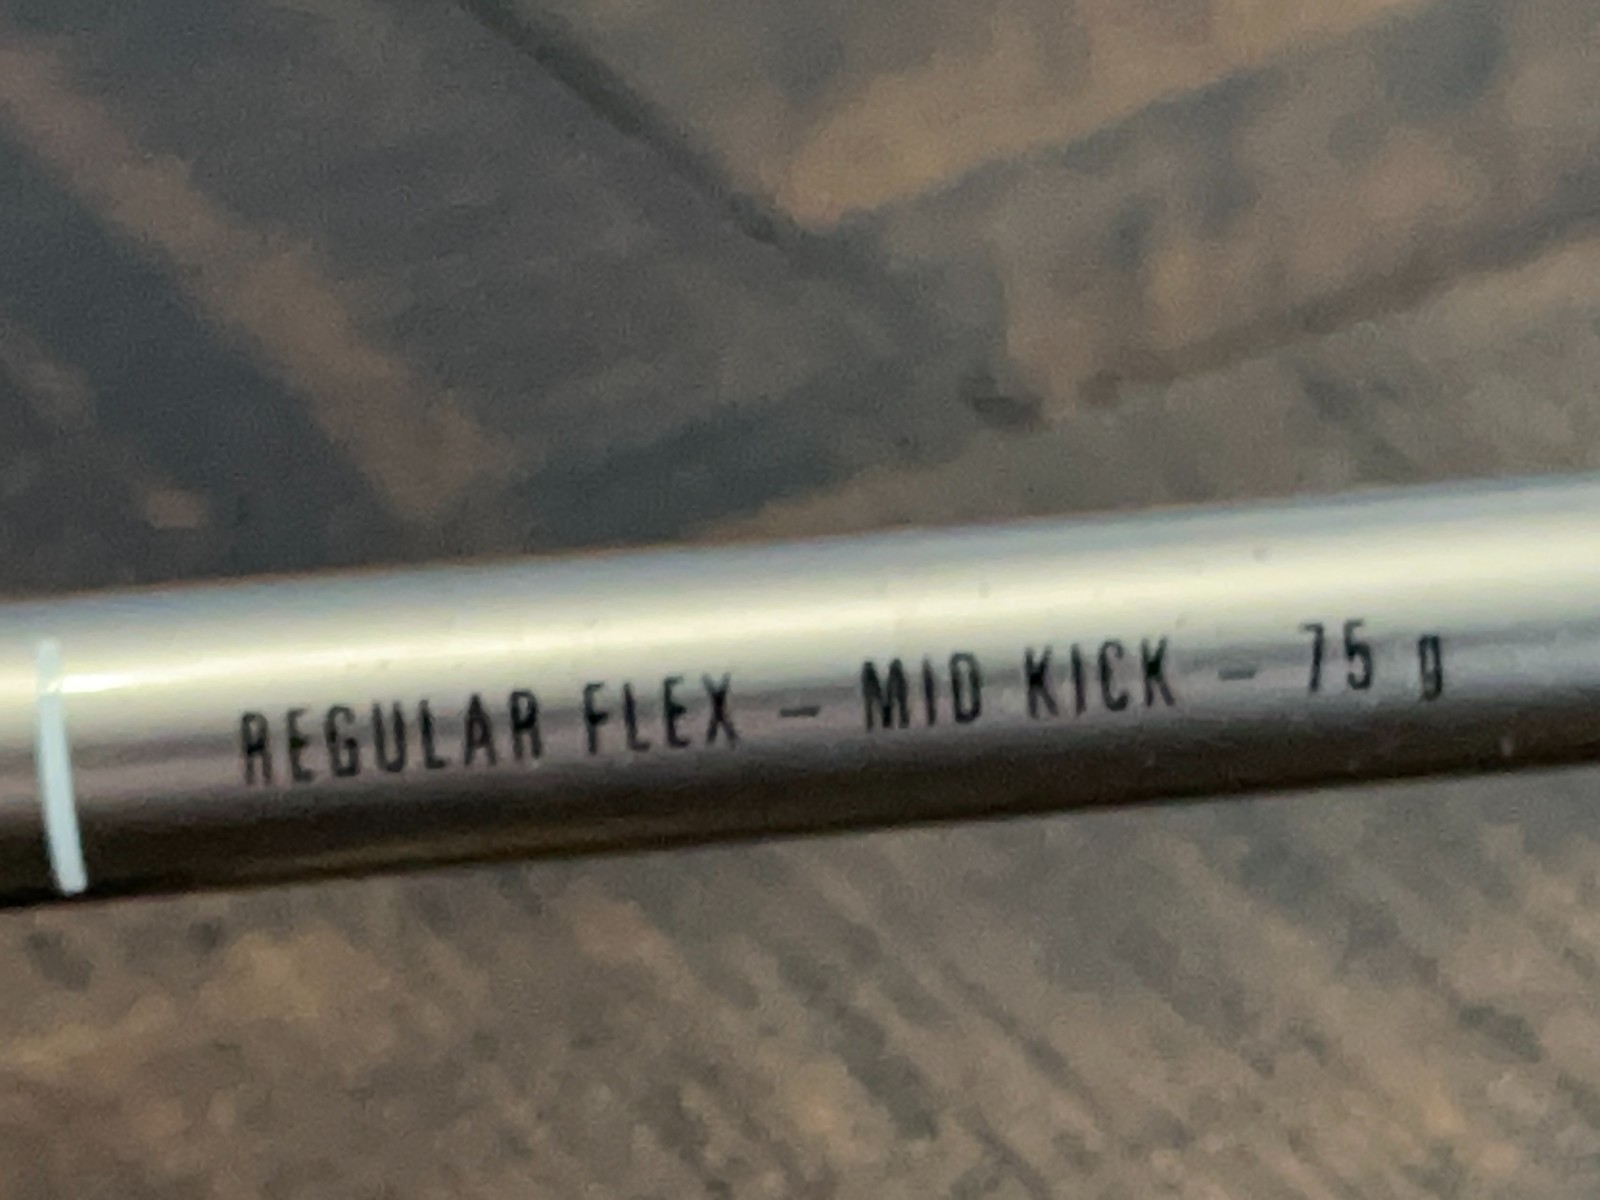 REGULAR FLEX – MID KICK – 75 g